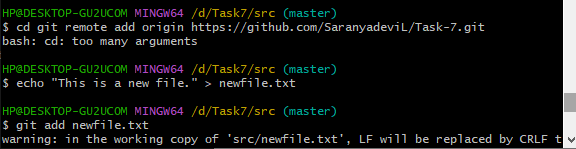 HP@DESKTOP-GU2UCOM MINGW64 /d/Task7/src (master)
$ cd git remote add origin https://github.com/SaranyadeviL/Task-7.git
bash: cd: too many arguments
HP@DESKTOP-GU2UCOM MINGW64 /d/Task7/src (master)
$ echo "This is a new file." > newfile.txt
HP@DESKTOP-GU2UCOM MINGW64 /d/Task7/src (master)
$ git add newfile.txt
warning: in the working copy of 'src/newfile.txt', LF will be replaced by CRLF t